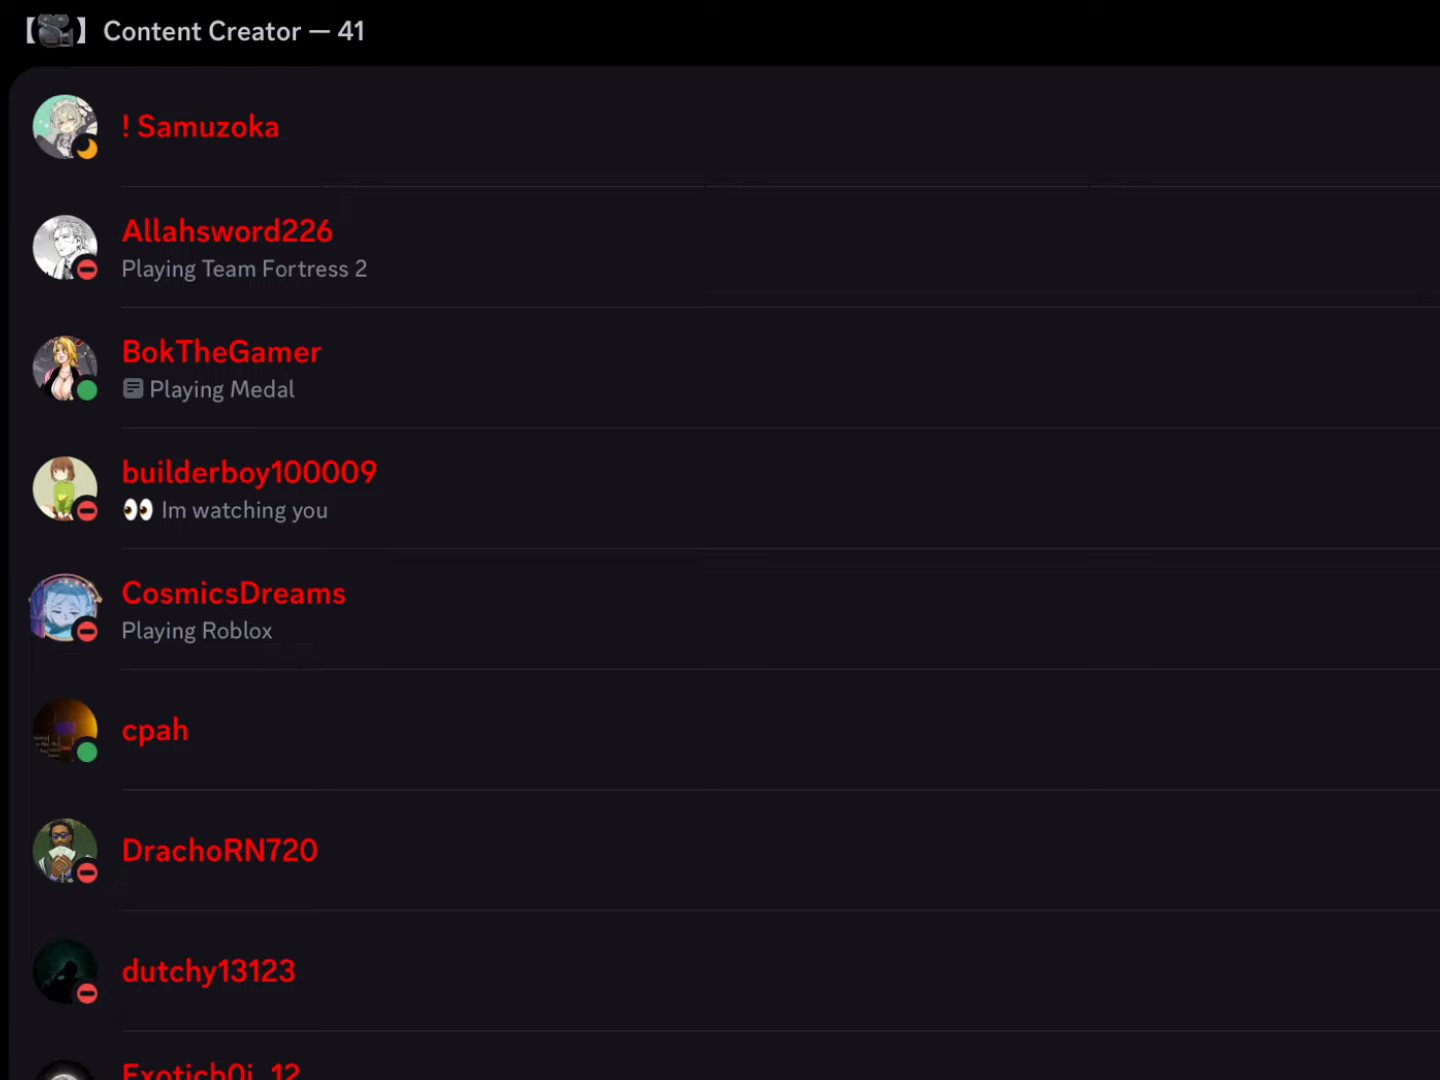 【🎥】 Content Creator — 41
! Samuzoka
Allahsword226
Playing Team Fortress 2
BokTheGamer
Playing Medal
builderboy100009
👀 Im watching you
CosmicsDreams
Playing Roblox
cpah
DrachoRN720
dutchy13123
Exoticb0i_12